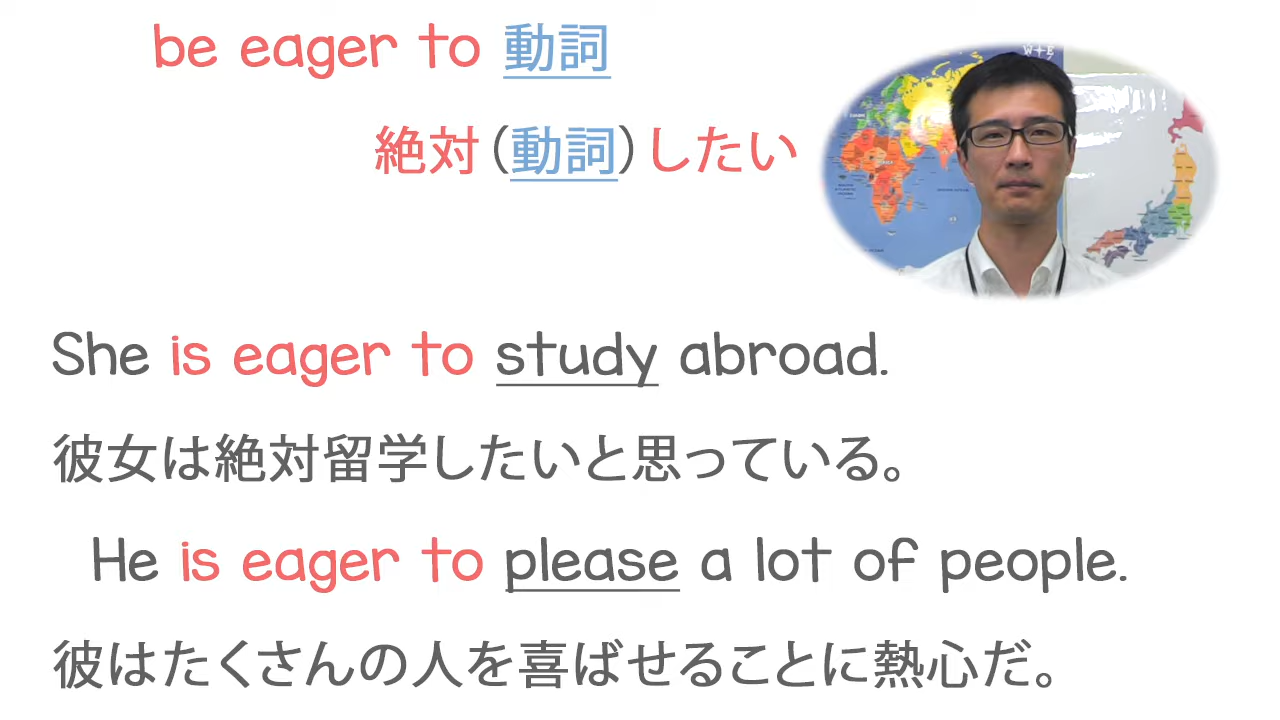 be eager to 動詞
絶対(動詞)したい
W E
She is eager to study abroad.
彼女は絶対留学したいと思っている。
He is eager to please a lot of people.
彼はたくさんの人を喜ばせることに熱心だ。